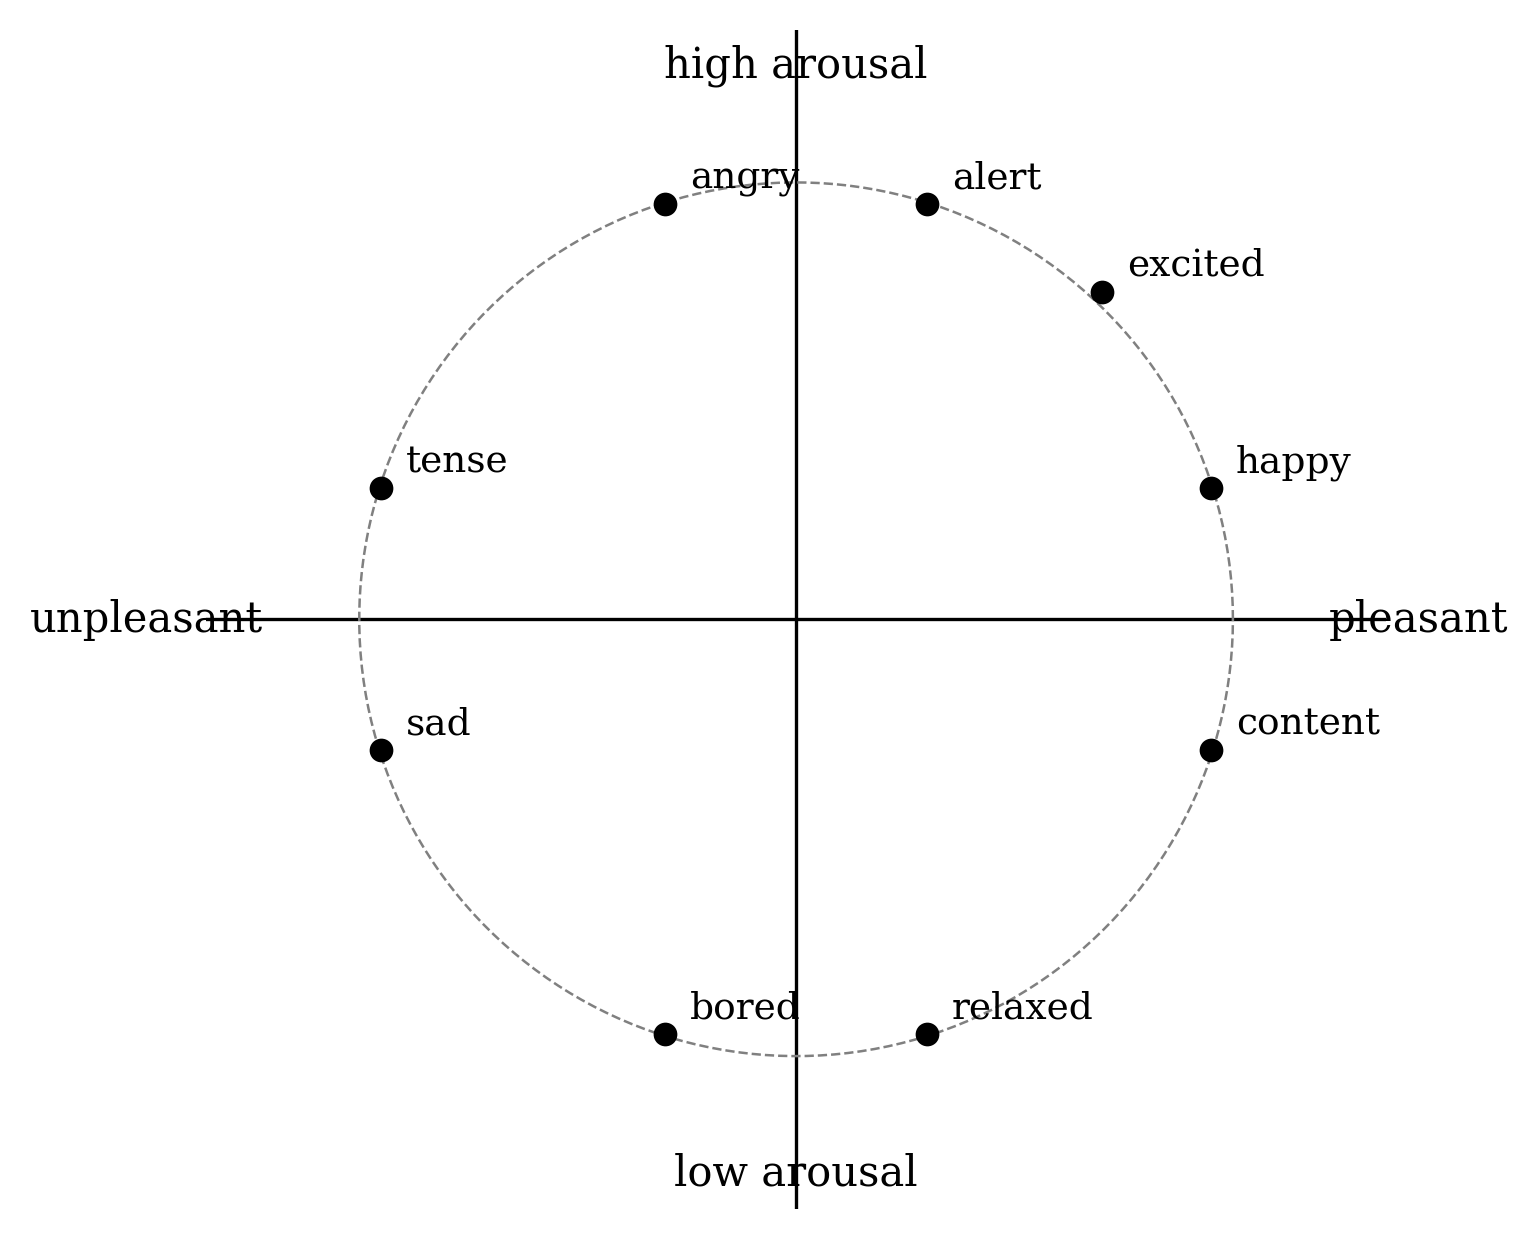 high arousal
angry
alert
excited
tense
happy
unpleasant
pleasant
sad
content
bored
relaxed
low arousal